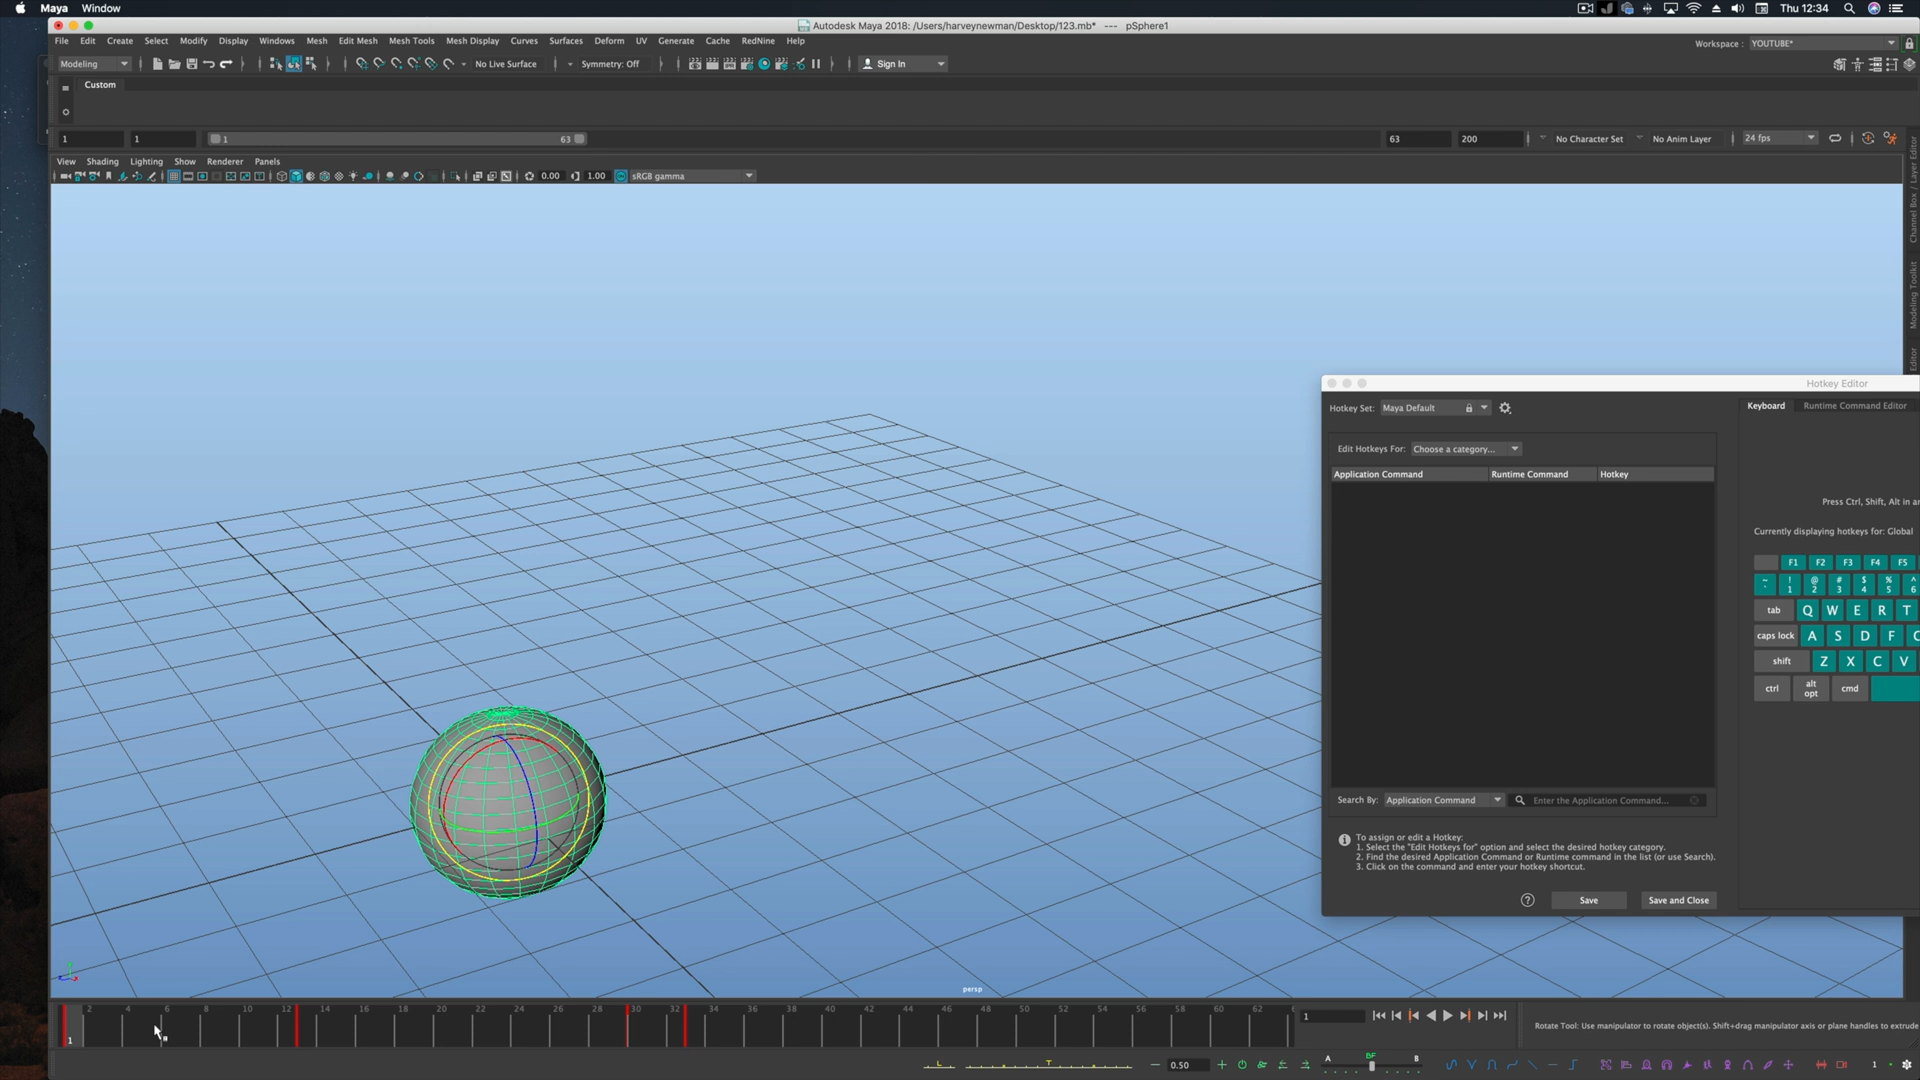 Maya Window Thu 12:34
Autodesk Maya 2018: /Users/harveynewman/Desktop/123.mb* --- pSphere1
File Edit Create Select Modify Display Windows Mesh Edit Mesh Mesh Tools Mesh Display Curves Surfaces Deform UV Generate Cache RedNine Help
Workspace : YOUTUBE*
Modeling No Live Surface Symmetry: Off Sign In
Custom
1 1 1 63 63 200 No Character Set No Anim Layer 24 fps
View Shading Lighting Show Renderer Panels
0.00 1.00 sRGB gamma
Channel Box / Layer Editor
Modeling Toolkit
Editor
Hotkey Editor
Hotkey Set: Maya Default
Keyboard Runtime Command Editor
Edit Hotkeys For: Choose a category...
Application Command Runtime Command Hotkey
Press Ctrl, Shift, Alt in
Currently displaying hotkeys for: Global
F1 F2 F3 F4 F5
~ ! @ # $ % ^
` 1 2 3 4 5 6
tab Q W E R T
caps lock A S D F
shift Z X C V
ctrl alt opt cmd
Search By: Application Command Enter the Application Command...
To assign or edit a Hotkey:
1. Select the "Edit Hotkeys for" option and select the desired hotkey category.
2. Find the desired Application Command or Runtime command in the list (or use Search).
3. Click on the command and enter your hotkey shortcut.
? Save Save and Close
persp
2 4 6 8 10 12 14 16 18 20 22 24 26 28 30 32 34 36 38 40 42 44 46 48 50 52 54 56 58 60 62
1
1
Rotate Tool: Use manipulator to rotate object(s). Shift+drag manipulator axis or plane handles to extrude
L T 0.50 A BF B 1